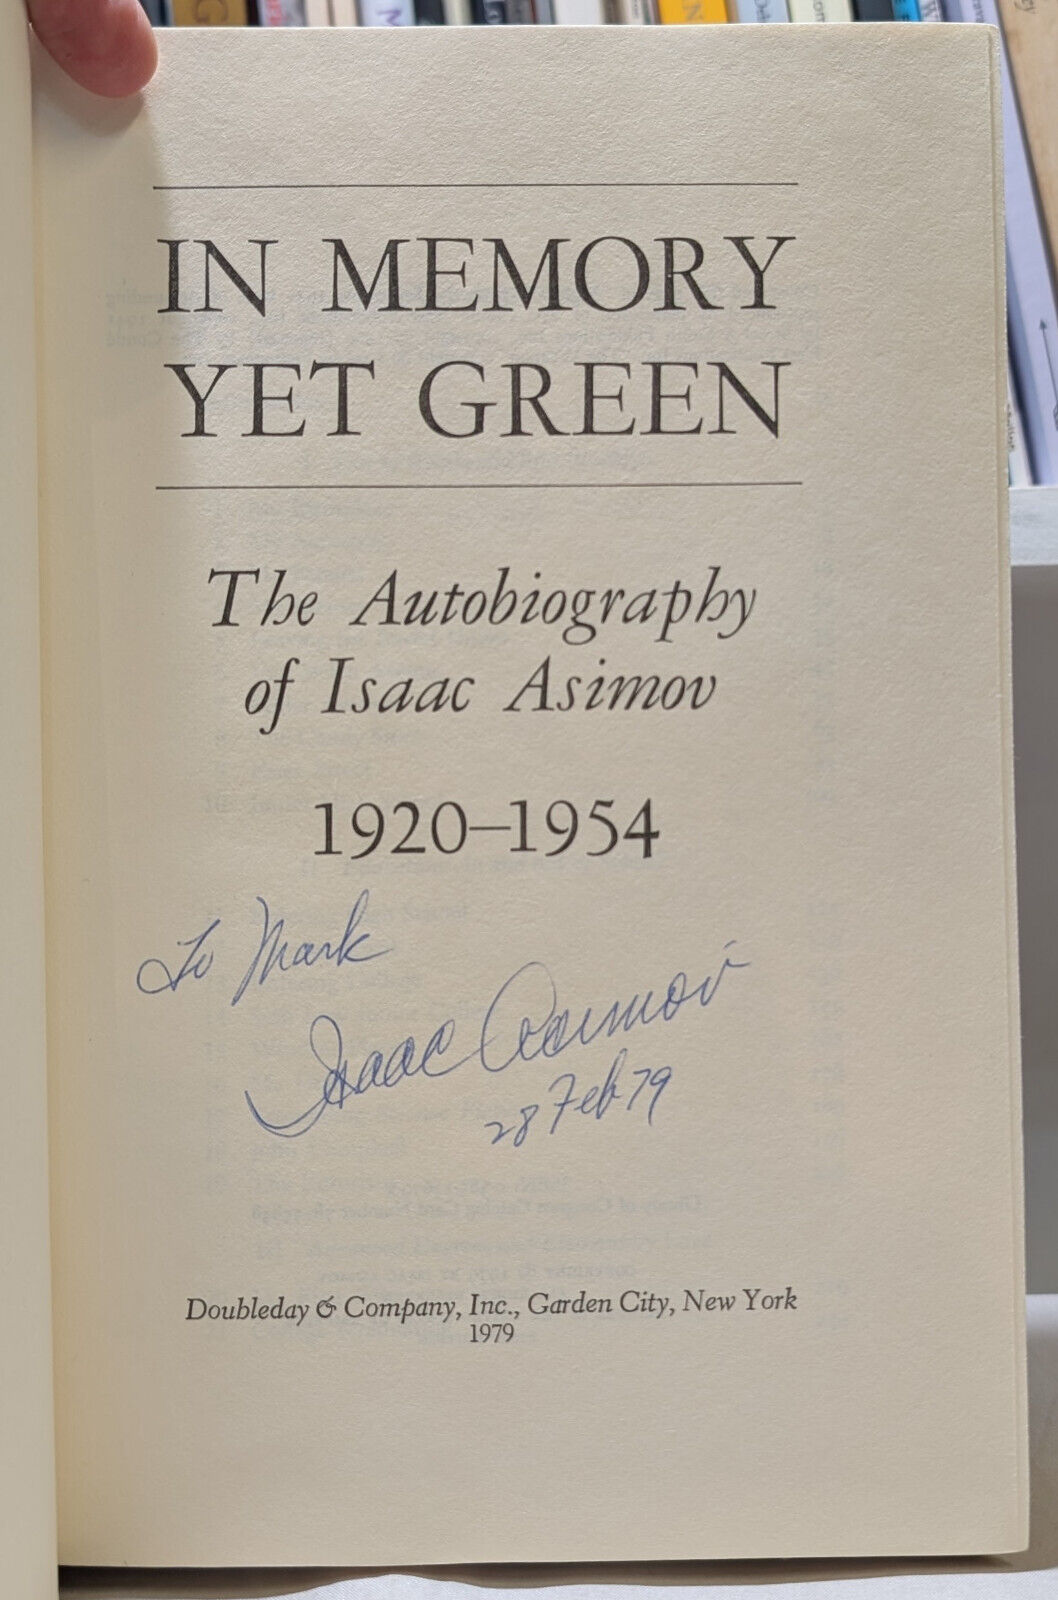 IN MEMORY
YET GREEN
The Autobiography
of Isaac Asimov
1920–1954
To Mark
Isaac Asimov
28 Feb 79
Doubleday & Company, Inc., Garden City, New York
1979